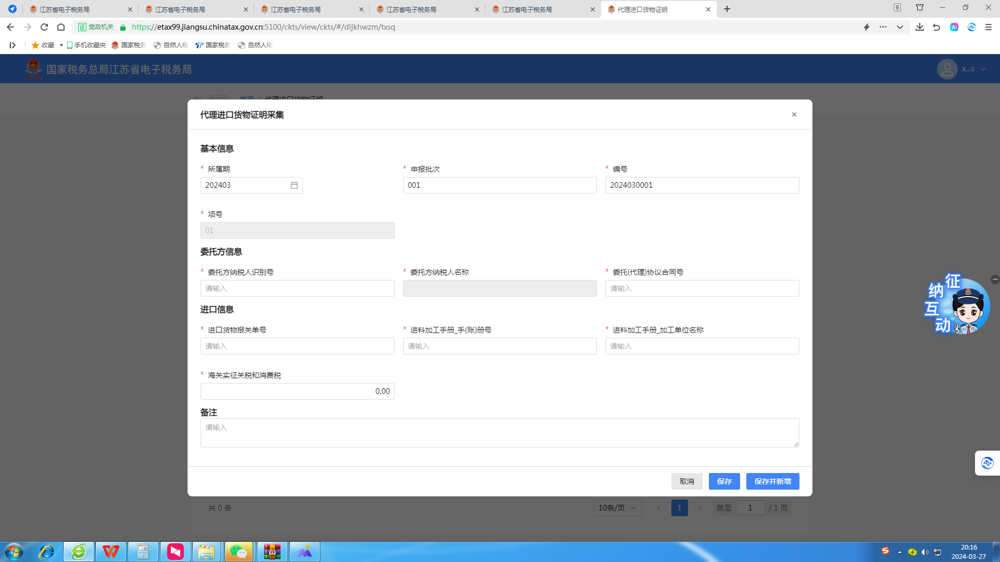 江苏省电子税务局
江苏省电子税务局
江苏省电子税务局
江苏省电子税务局
江苏省电子税务局
代理进口货物证明
6
证 党政机关
https://etax99.jiangsu.chinatax.gov.cn:5100/ckts/view/ckts/#/dljkhwzm/txsq
AI
收藏
手机收藏夹
国家税务
自然人电
国家税务
自然人电
国家税务总局江苏省电子税务局
x...s
返回
首页
代理进口货物证明
代理进口货物证明采集
基本信息
* 所属期
* 申报批次
* 编号
202403
001
2024030001
* 项号
01
委托方信息
* 委托方纳税人识别号
* 委托方纳税人名称
* 委托(代理)协议合同号
请输入
请输入
进口信息
* 进口货物报关单号
* 进料加工手册_手(账)册号
* 进料加工手册_加工单位名称
请输入
请输入
请输入
* 海关实征关税和消费税
0.00
备注
请输入
取消
保存
保存并新增
共 0 条
10条/页
1
跳至
1
/ 1 页
征
纳
互
动
20:16
2024-03-27